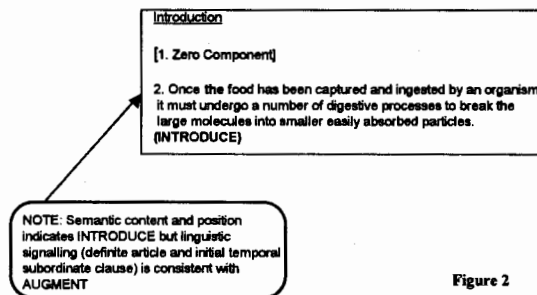 Introduction
[1. Zero Component]
2. Once the food has been captured and ingested by an organism
it must undergo a number of digestive processes to break the
large molecules into smaller easily absorbed particles.
(INTRODUCE)
NOTE: Semantic content and position
indicates INTRODUCE but linguistic
signalling (definite article and initial temporal
subordinate clause) is consistent with
AUGMENT
Figure 2